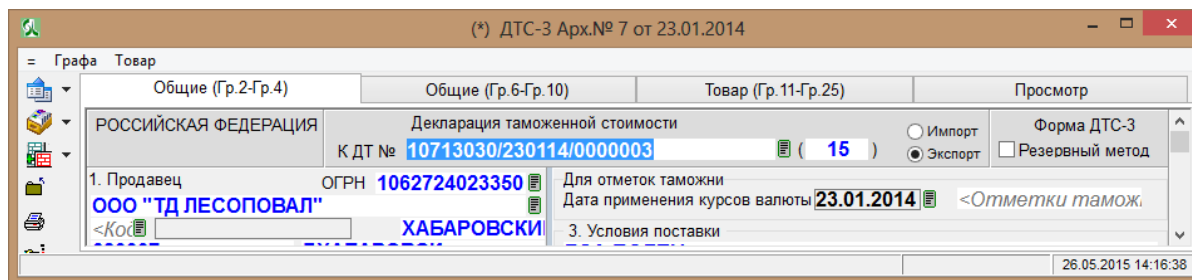 (*) ДТС-3 Арх.№ 7 от 23.01.2014
= Графа Товар
Общие (Гр.2-Гр.4) Общие (Гр.6-Гр.10) Товар (Гр.11-Гр.25) Просмотр
РОССИЙСКАЯ ФЕДЕРАЦИЯ Декларация таможенной стоимости Импорт Форма ДТС-3
К ДТ № 10713030/230114/0000003 ( 15 ) Экспорт Резервный метод
1. Продавец ОГРН 1062724023350 Для отметок таможни
ООО "ТД ЛЕСОПОВАЛ" Дата применения курсов валюты 23.01.2014 <Отметки таможн
<Код ХАБАРОВСКИ 3. Условия поставки
26.05.2015 14:16:38